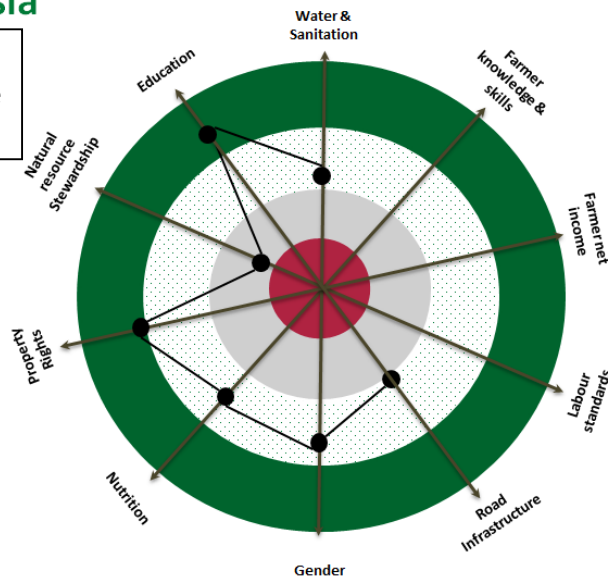 sia
Water &
Sanitation
Farmer
knowledge &
skills
Farmer net
income
Labour
standards
Road
Infrastructure
Gender
Nutrition
Property
Rights
Natural
resource
Stewardship
Education